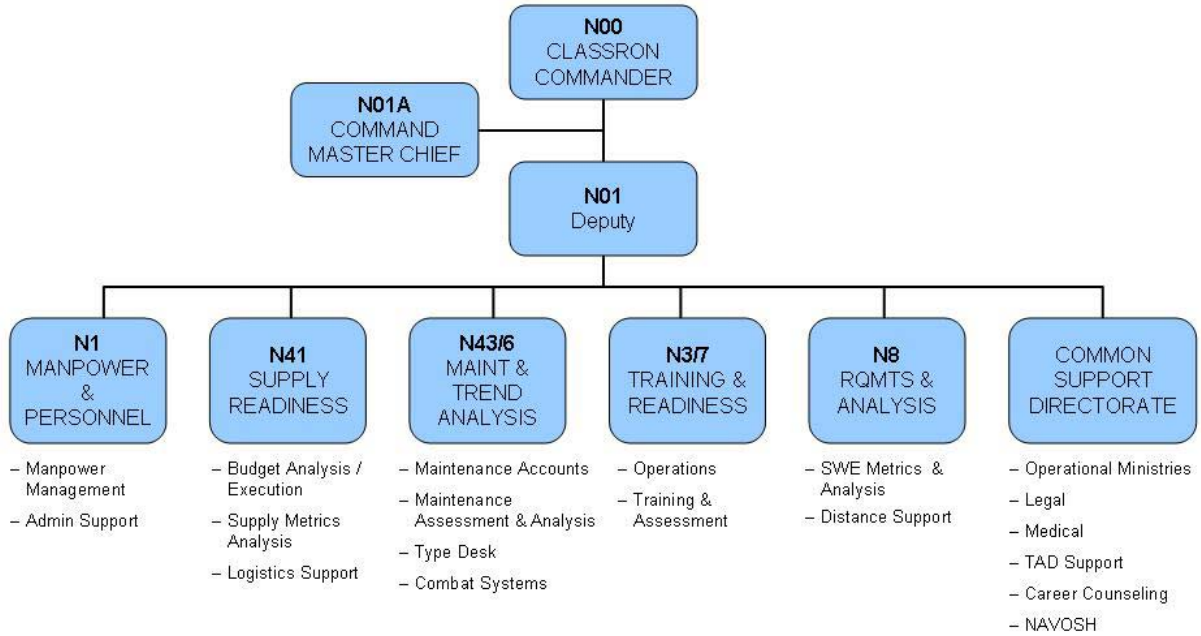 N00
CLASSRON
COMMANDER
N01A
COMMAND
MASTER CHIEF
N01
Deputy
N1
MANPOWER
&
PERSONNEL
N41
SUPPLY
READINESS
N43/6
MAINT &
TREND
ANALYSIS
N3/7
TRAINING &
READINESS
N8
RQMTS &
ANALYSIS
COMMON
SUPPORT
DIRECTORATE
– Manpower
Management
– Admin Support
– Budget Analysis /
Execution
– Supply Metrics
Analysis
– Logistics Support
– Maintenance Accounts
– Maintenance
Assessment & Analysis
– Type Desk
– Combat Systems
– Operations
– Training &
Assessment
– SWE Metrics &
Analysis
– Distance Support
– Operational Ministries
– Legal
– Medical
– TAD Support
– Career Counseling
– NAVOSH